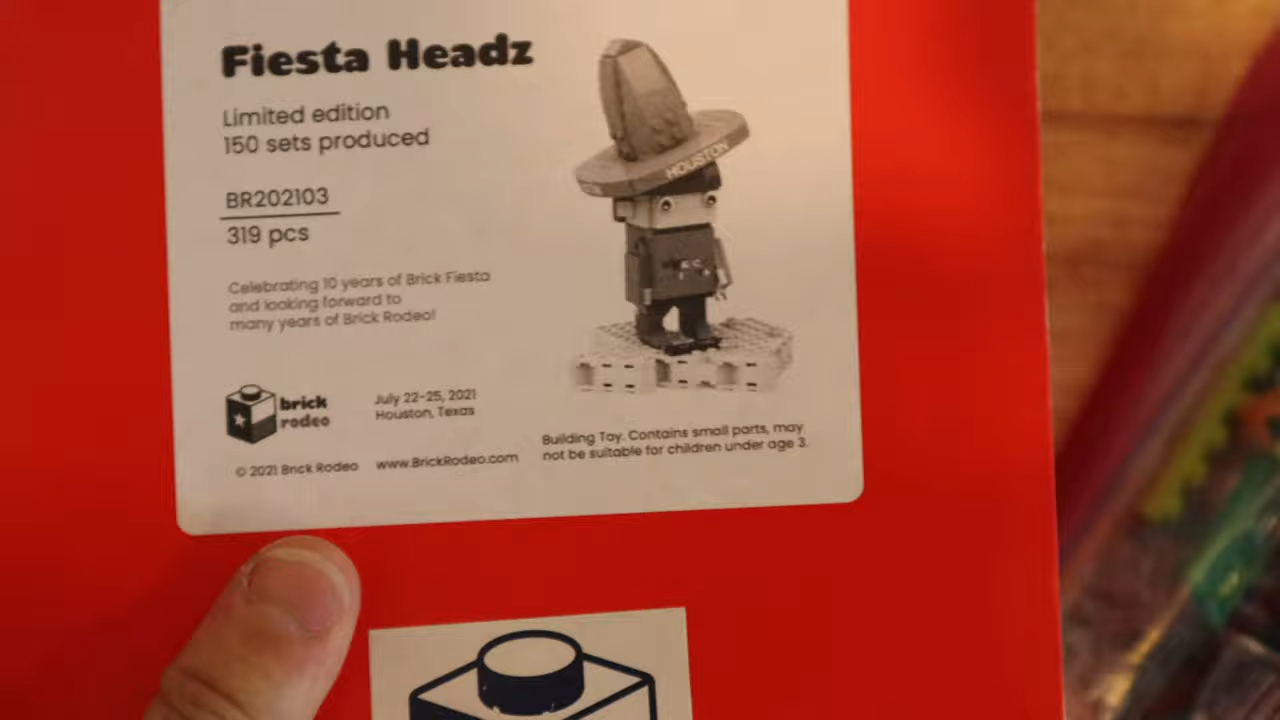 Fiesta Headz
Limited edition
150 sets produced
BR202103
319 pcs
Celebrating 10 years of Brick Fiesta
and looking forward to
many years of Brick Rodeo!
HOUSTON
brick
rodeo
July 22-25, 2021
Houston, Texas
© 2021 Brick Rodeo
www.BrickRodeo.com
Building Toy. Contains small parts, may
not be suitable for children under age 3.